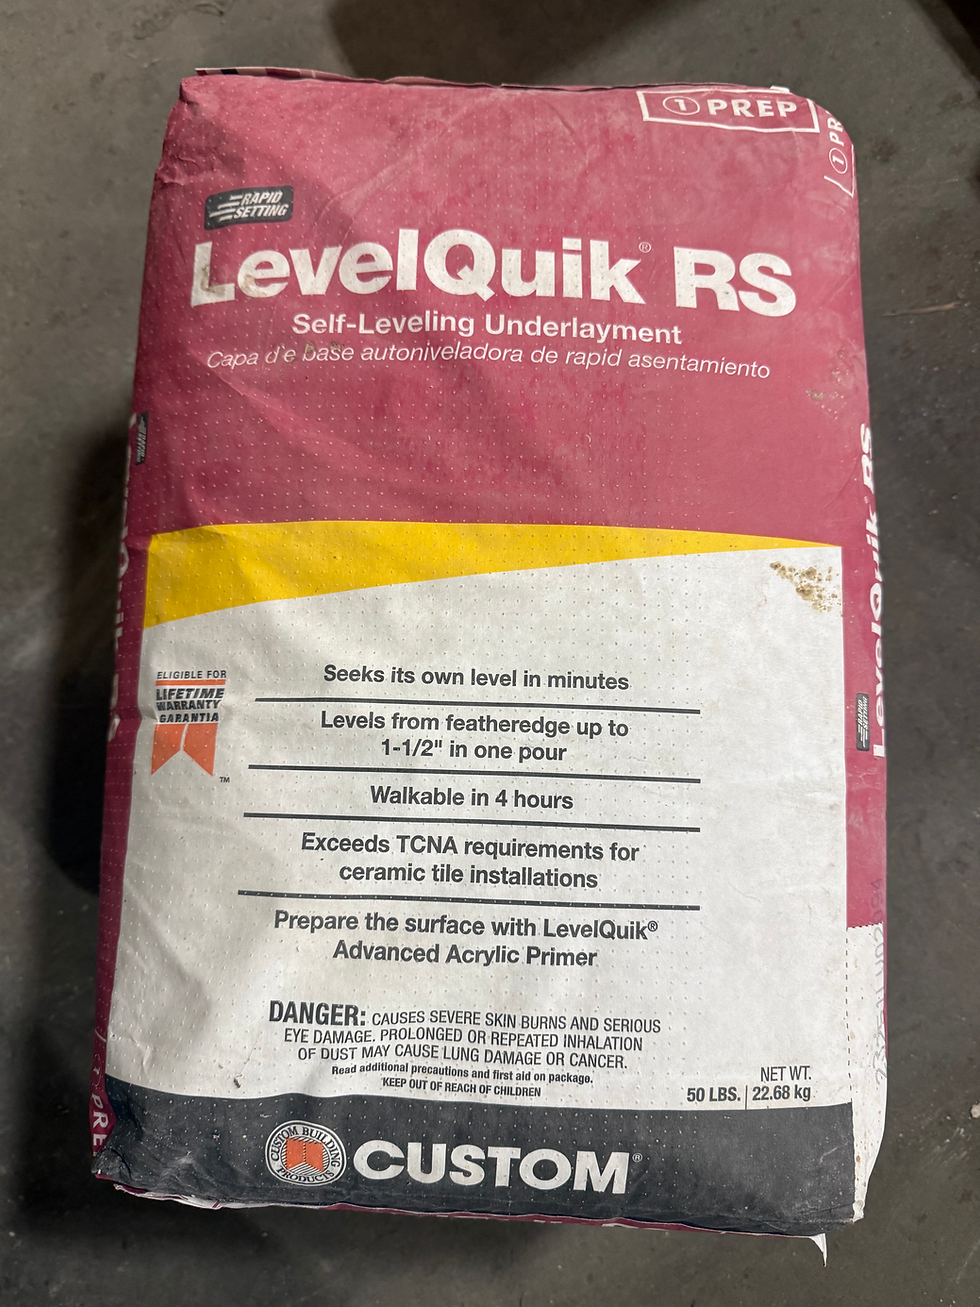 ① PREP
① PR
RAPID
SETTING
LevelQuik® RS
Self-Leveling Underlayment
Capa de base autoniveladora de rapid asentamiento
LevelQuik® RS
ELIGIBLE FOR
LIFETIME
WARRANTY
GARANTIA
™
Seeks its own level in minutes
Levels from featheredge up to
1-1/2" in one pour
Walkable in 4 hours
Exceeds TCNA requirements for
ceramic tile installations
Prepare the surface with LevelQuik®
Advanced Acrylic Primer
DANGER: CAUSES SEVERE SKIN BURNS AND SERIOUS
EYE DAMAGE. PROLONGED OR REPEATED INHALATION
OF DUST MAY CAUSE LUNG DAMAGE OR CANCER.
Read additional precautions and first aid on package.
KEEP OUT OF REACH OF CHILDREN
NET WT.
50 LBS. | 22.68 kg
PRE
CUSTOM BUILDING
PRODUCTS
CUSTOM®